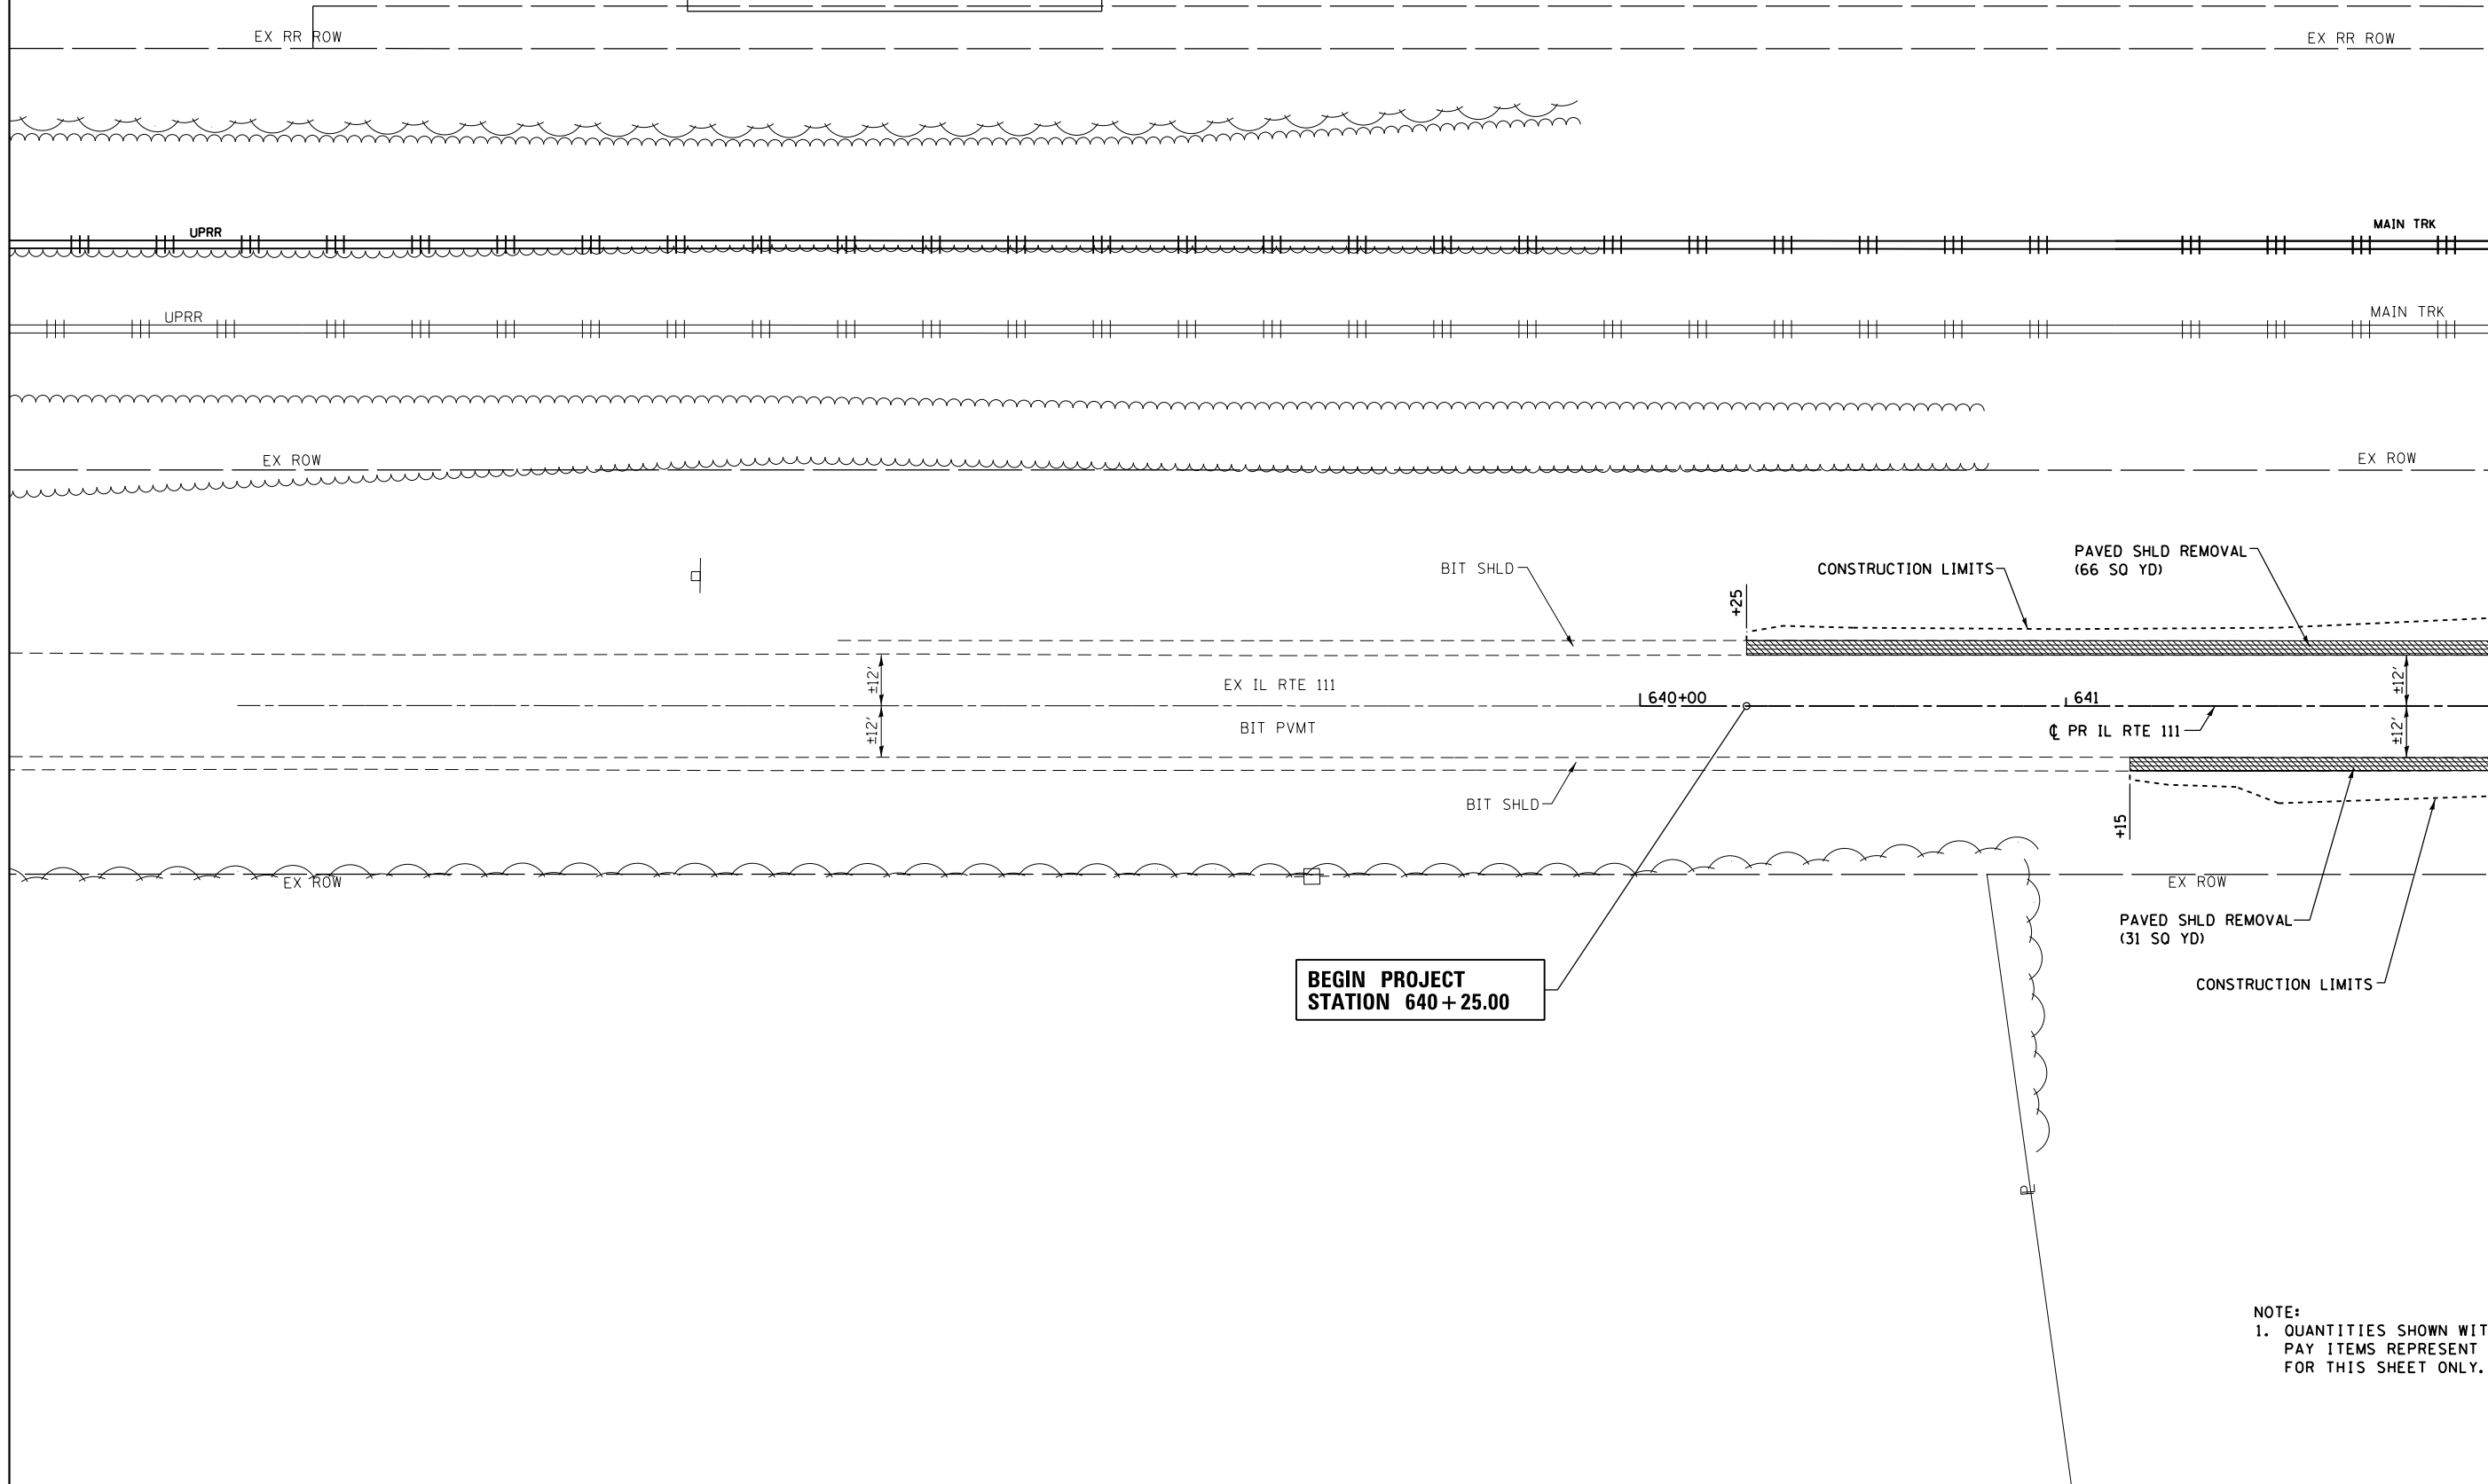 EX RR ROW
EX RR ROW
UPRR
MAIN TRK
UPRR
MAIN TRK
EX ROW
EX ROW
BIT SHLD
CONSTRUCTION LIMITS
PAVED SHLD REMOVAL
(66 SQ YD)
+25
±12'
±12'
EX IL RTE 111
640+00
641
BIT PVMT
℄ PR IL RTE 111
±12'
±12'
BIT SHLD
+15
EX ROW
EX ROW
PAVED SHLD REMOVAL
(31 SQ YD)
BEGIN PROJECT
STATION 640+25.00
CONSTRUCTION LIMITS
PL
NOTE:
1. QUANTITIES SHOWN WIT
PAY ITEMS REPRESENT
FOR THIS SHEET ONLY.